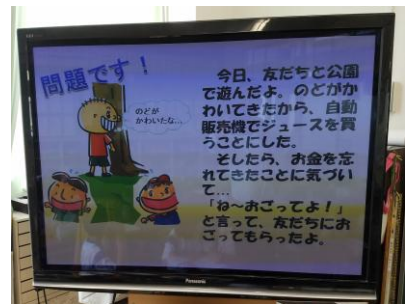 問題です！
のどが
かわいたな…
今日、友だちと公園
で遊んだよ。のどがか
わいてきたから、自動
販売機でジュースを買
うことにした。
そしたら、お金を忘
れてきたことに気づい
て…
「ね～おごってよ！」
と言って、友だちにお
ごってもらったよ。
Panasonic